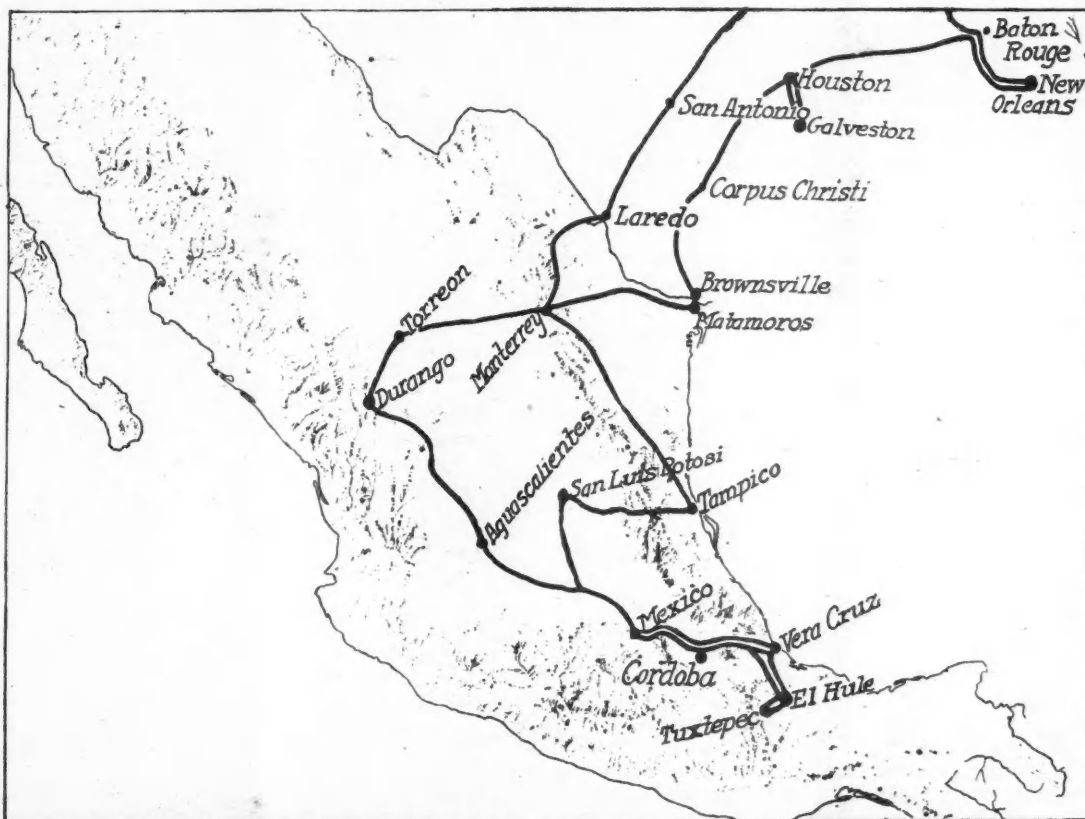 Baton
Rouge
New
Orleans
Houston
San Antonio
Galveston
Corpus Christi
Laredo
Brownsville
Matamoros
Torreon
Monterrey
Durango
Aguascalientes
San Luis Potosi
Tampico
Mexico
Vera Cruz
Cordoba
El Hule
Tuxtepec